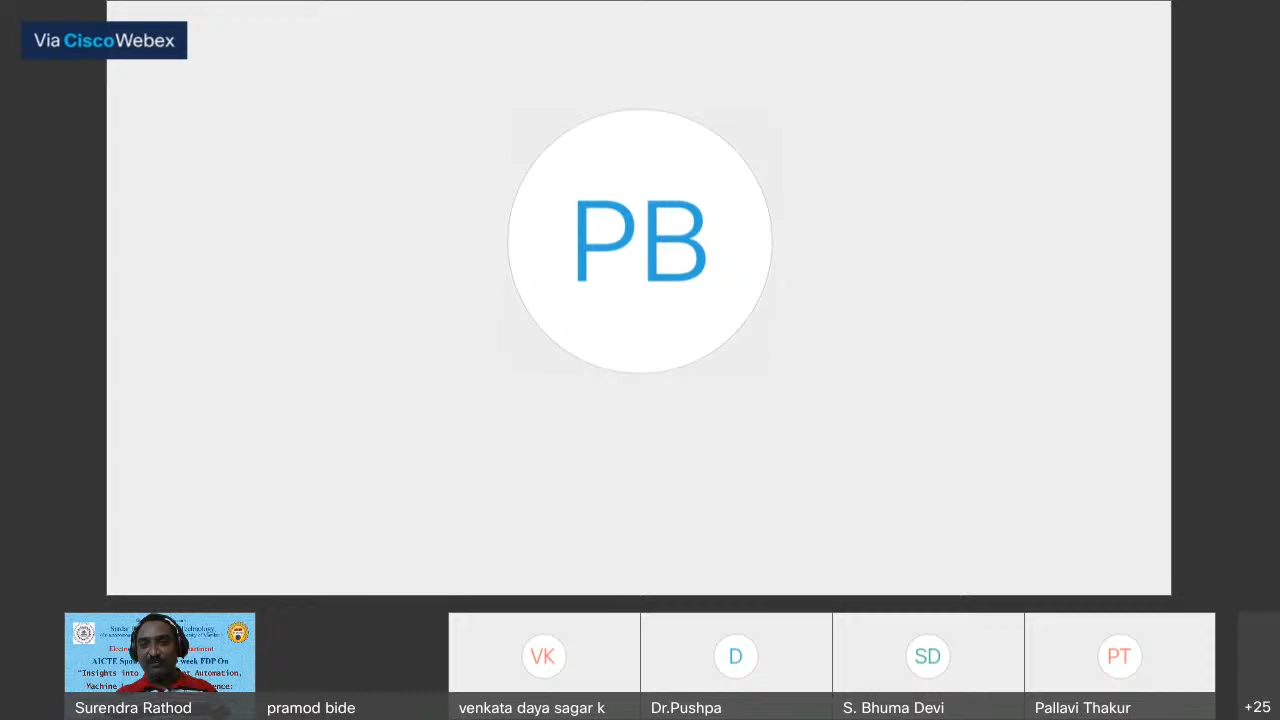 Via CiscoWebex
PB
AICTE
week FDP On
"Insights into
Automation,
VK
D
SD
PT
Surendra Rathod
pramod bide
venkata daya sagar k
Dr.Pushpa
S. Bhuma Devi
Pallavi Thakur
+25